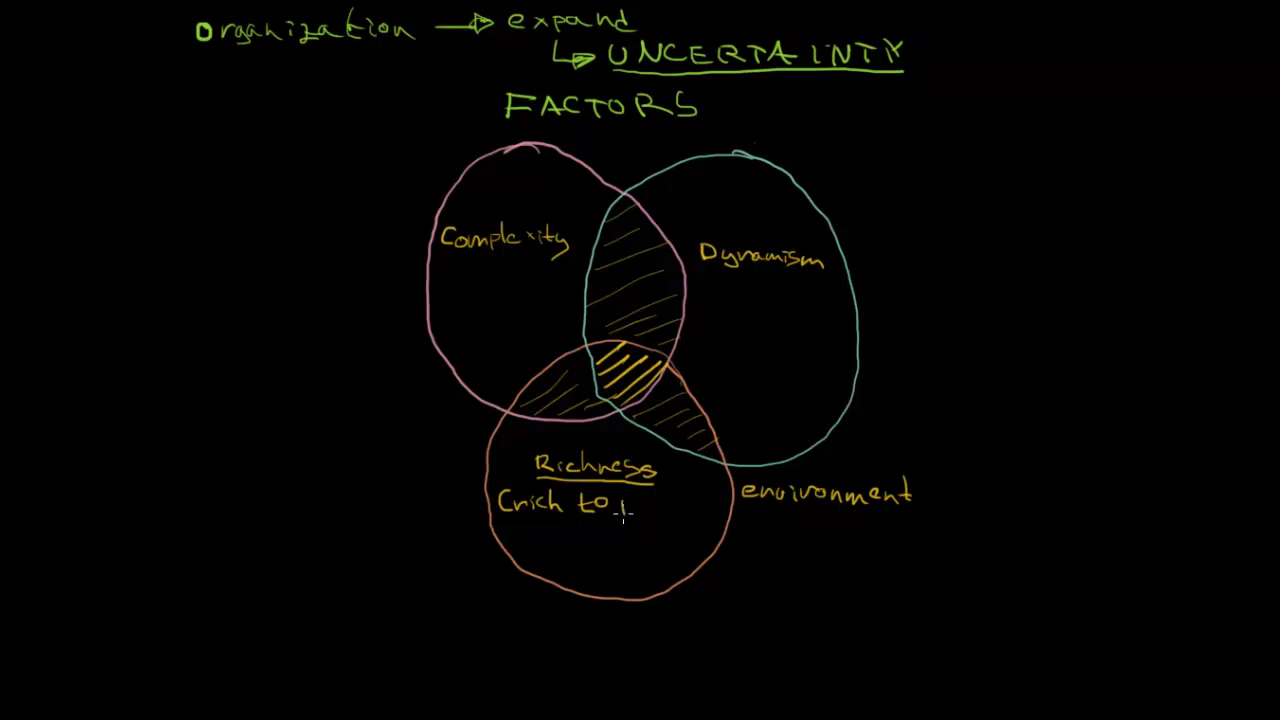 Organization → expand
↳ UNCERTAINTY
FACTORS
Complexity
Dynamism
Richness
environment
(rich to